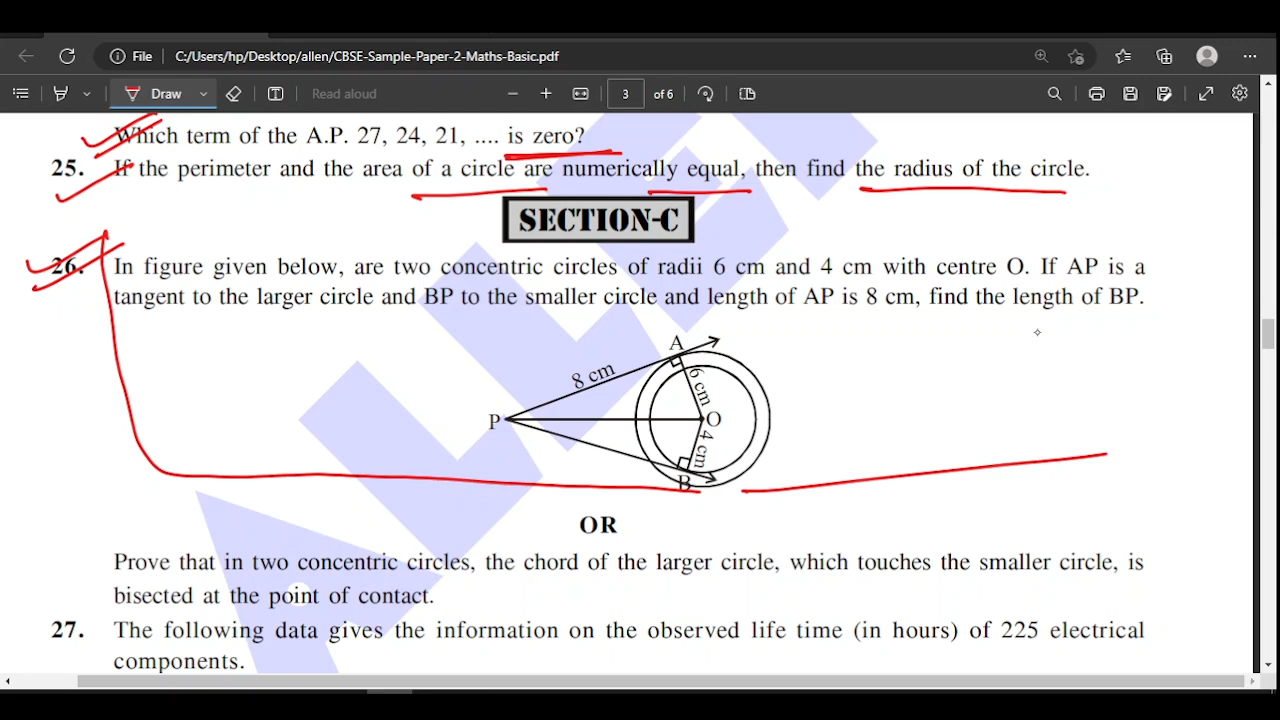 File C:/Users/hp/Desktop/allen/CBSE-Sample-Paper-2-Maths-Basic.pdf
Draw Read aloud 3 of 6
Which term of the A.P. 27, 24, 21, .... is zero?
25. If the perimeter and the area of a circle are numerically equal, then find the radius of the circle.
SECTION-C
26. In figure given below, are two concentric circles of radii 6 cm and 4 cm with centre O. If AP is a
tangent to the larger circle and BP to the smaller circle and length of AP is 8 cm, find the length of BP.
A
8 cm
6 cm
P
O
4 cm
B
OR
Prove that in two concentric circles, the chord of the larger circle, which touches the smaller circle, is
bisected at the point of contact.
27. The following data gives the information on the observed life time (in hours) of 225 electrical
components.